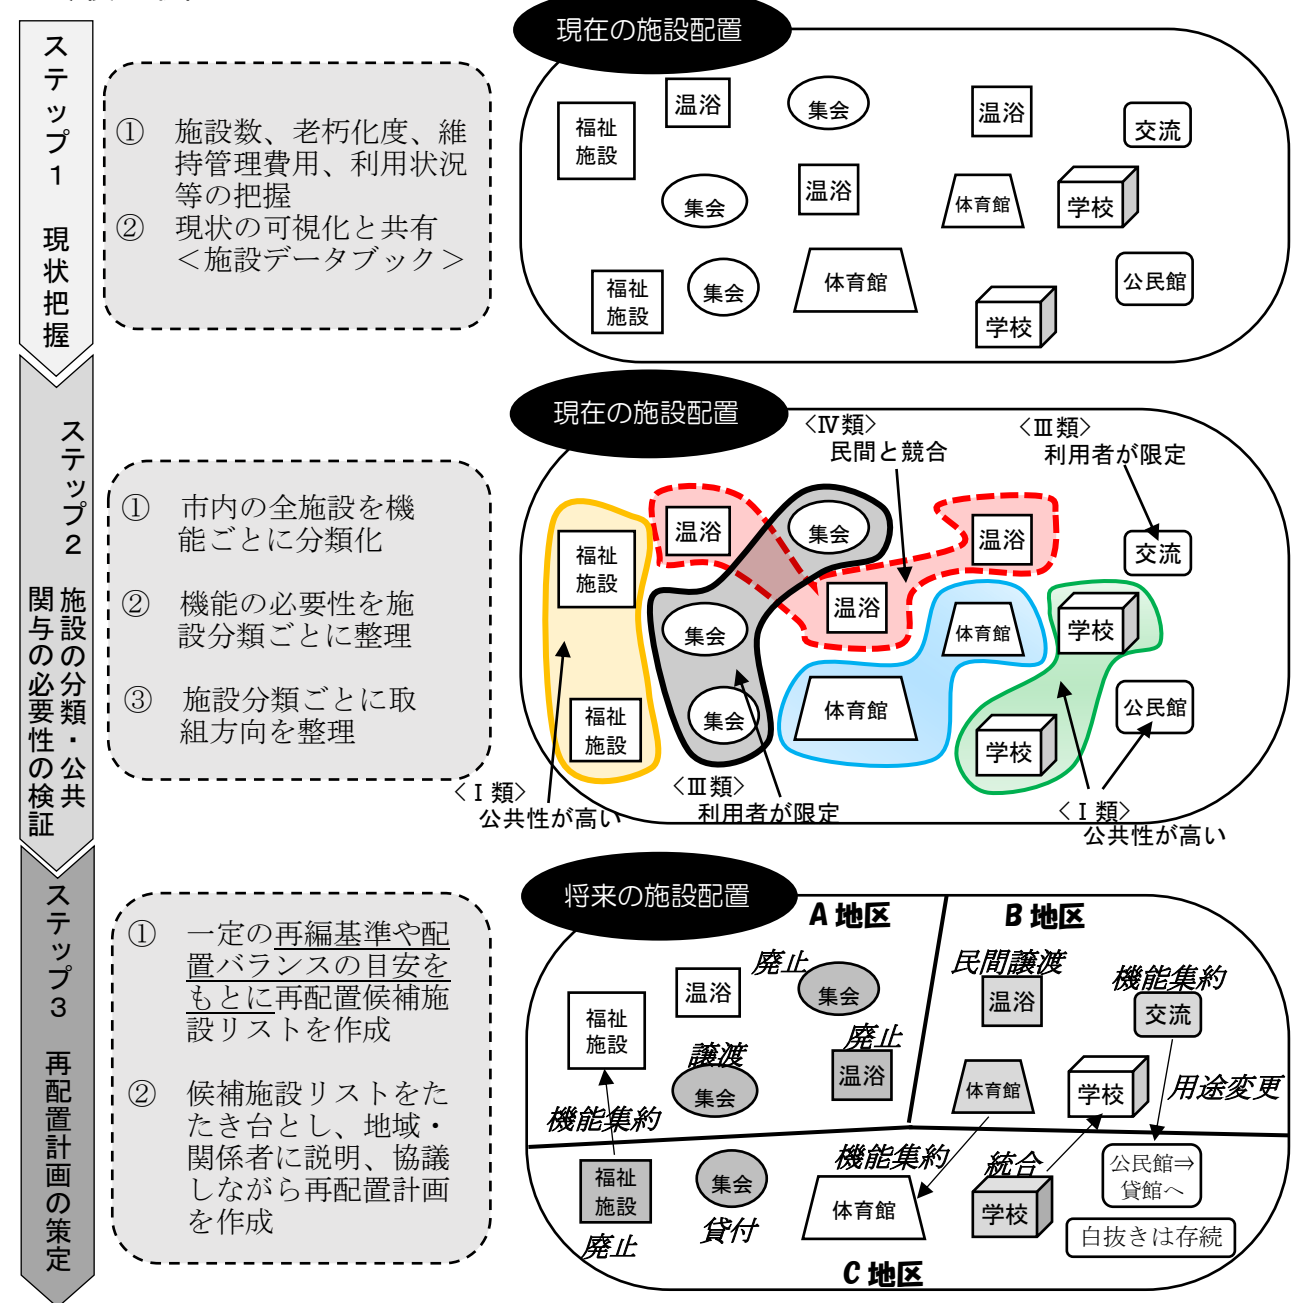 ステップ1 現状把握
① 施設数、老朽化度、維
持管理費用、利用状況
等の把握
② 現状の可視化と共有
＜施設データブック＞
現在の施設配置
福祉
施設
温浴
集会
温浴
交流
集会
温浴
体育館
学校
福祉
施設
集会
体育館
学校
公民館
ステップ2 施設の分類・公共
関与の必要性の検証
① 市内の全施設を機
能ごとに分類化
② 機能の必要性を施
設分類ごとに整理
③ 施設分類ごとに取
組方向を整理
現在の施設配置
〈Ⅳ類〉
民間と競合
〈Ⅲ類〉
利用者が限定
福祉
施設
温浴
集会
温浴
交流
集会
温浴
体育館
学校
福祉
施設
集会
体育館
学校
公民館
〈Ⅰ類〉
公共性が高い
〈Ⅲ類〉
利用者が限定
〈Ⅰ類〉
公共性が高い
ステップ3 再配置計画の策定
① 一定の再編基準や配
置バランスの目安を
もとに再配置候補施
設リストを作成
② 候補施設リストをた
たき台とし、地域・
関係者に説明、協議
しながら再配置計画
を作成
将来の施設配置
A地区
B地区
福祉
施設
温浴
廃止
集会
民間譲渡
温浴
機能集約
交流
譲渡
集会
廃止
温浴
体育館
学校
用途変更
機能集約
福祉
施設
廃止
集会
貸付
機能集約
体育館
統合
学校
公民館⇒
貸館へ
白抜きは存続
C地区